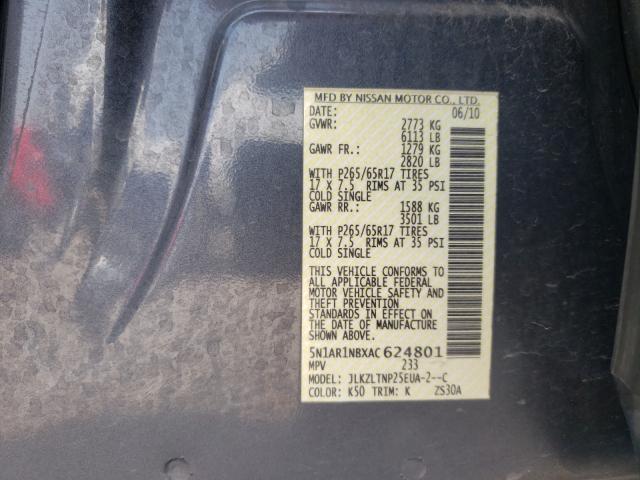 MFD BY NISSAN MOTOR CO., LTD.
DATE: 06/10
GVWR: 2773 KG
6113 LB
GAWR FR.: 1279 KG
2820 LB
WITH P265/65R17 TIRES
17 X 7.5 RIMS AT 35 PSI
COLD SINGLE
GAWR RR.: 1588 KG
3501 LB
WITH P265/65R17 TIRES
17 X 7.5 RIMS AT 35 PSI
COLD SINGLE
THIS VEHICLE CONFORMS TO
ALL APPLICABLE FEDERAL
MOTOR VEHICLE SAFETY AND
THEFT PREVENTION
STANDARDS IN EFFECT ON
THE DATE OF MANUFACTURE
SHOWN ABOVE.
5N1AR1NBXAC624801
MPV 233
MODEL: JLKZLTNP25EUA-2--C
COLOR: K50 TRIM: K ZS30A